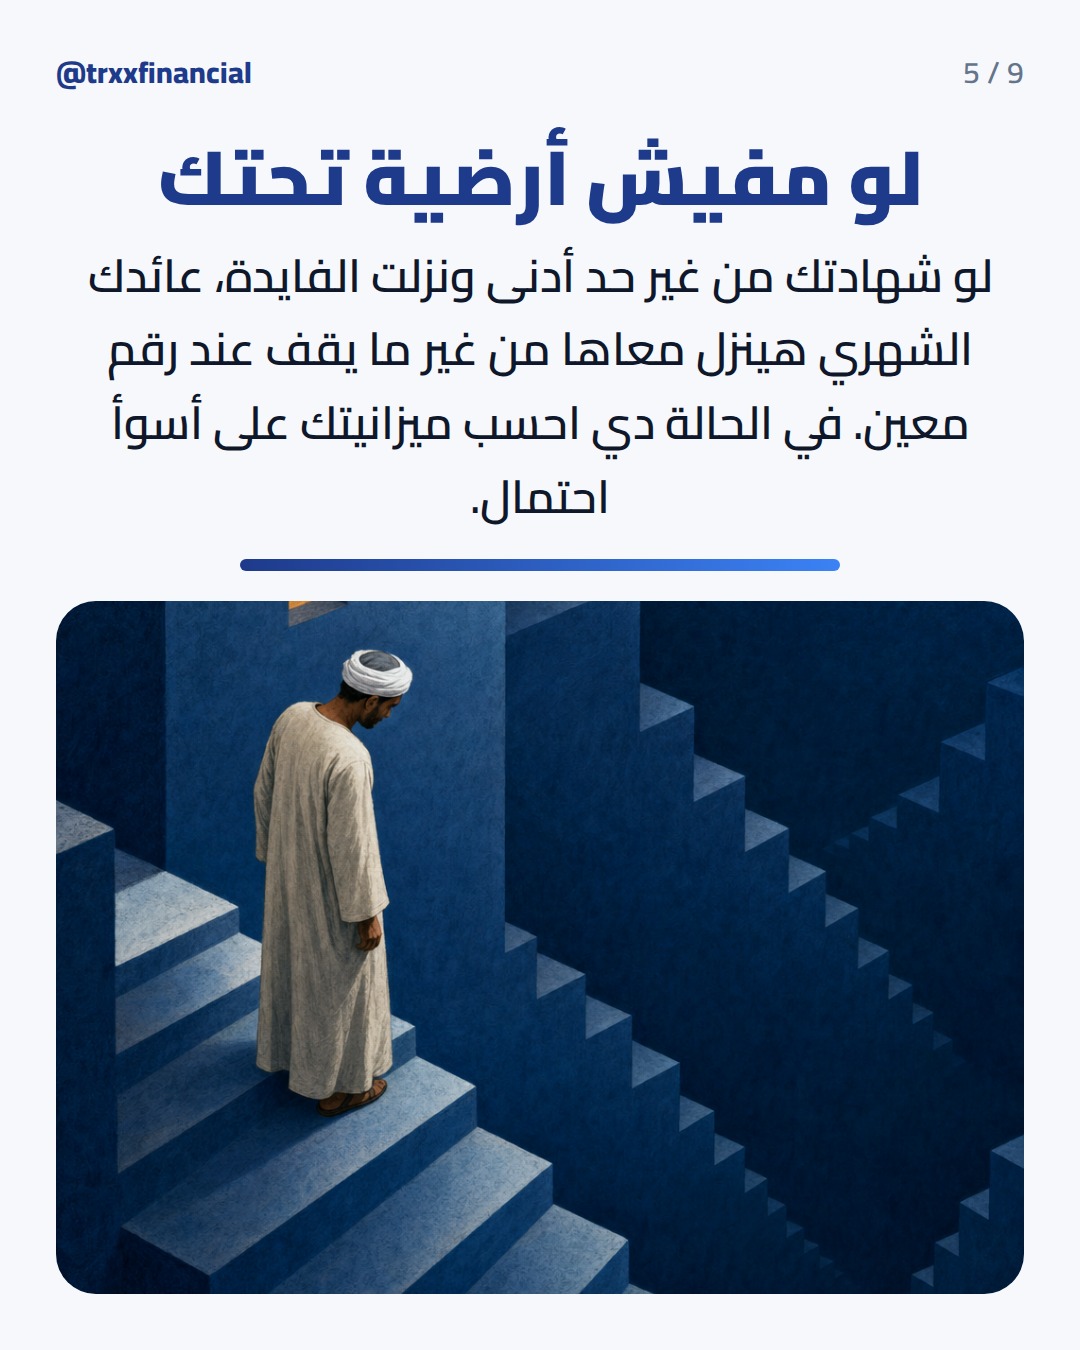 @trxxfinancial
5 / 9
لو مفيش أرضية تحتك
لو شهادتك من غير حد أدنى ونزلت الفايدة، عائدك
الشهري هينزل معاها من غير ما يقف عند رقم
معين. في الحالة دي احسب ميزانيتك على أسوأ
احتمال.